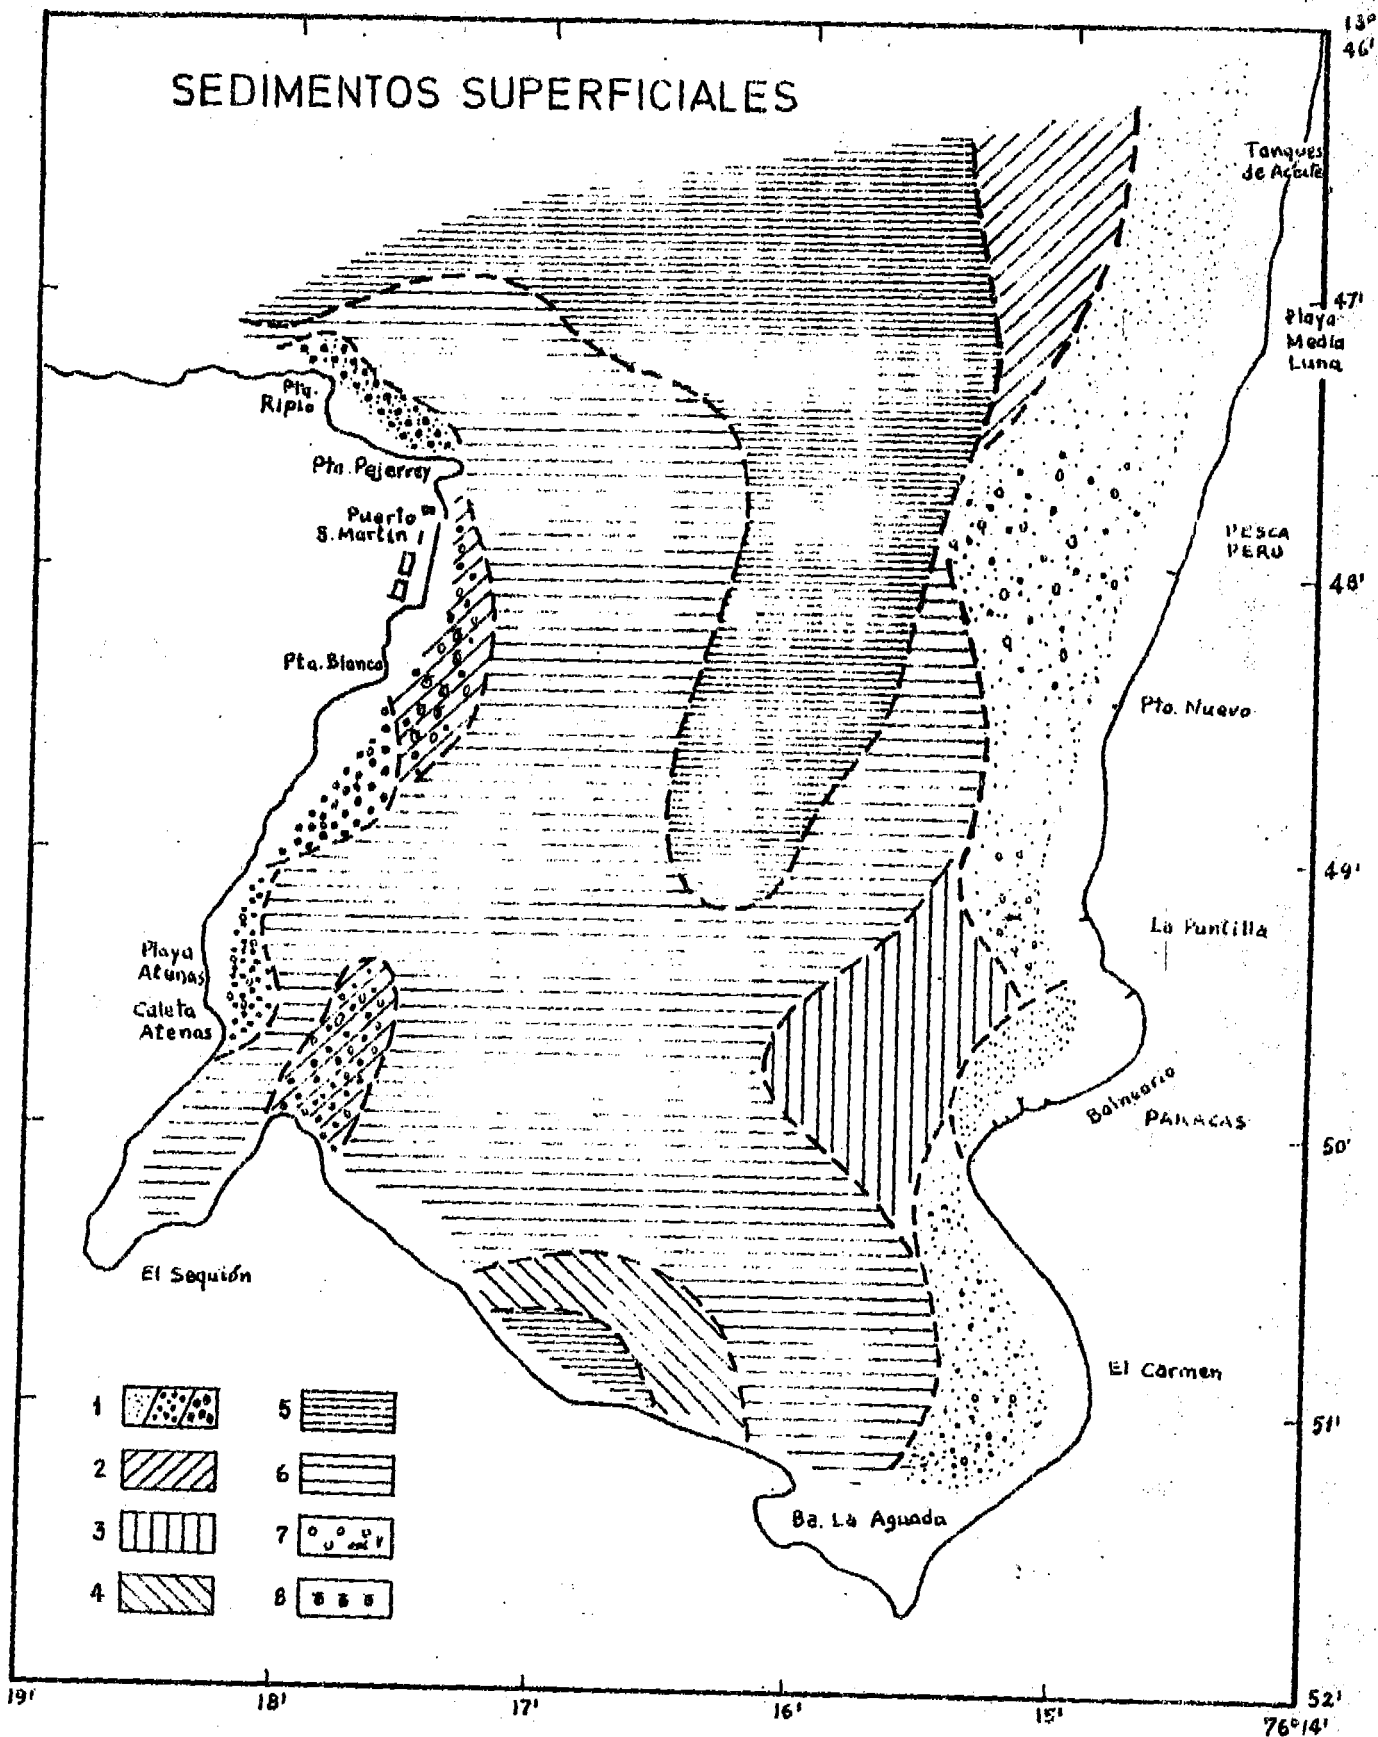 SEDIMENTOS SUPERFICIALES
13°
46'
Tanques
de Aceite
47'
Playa
Media
Luna
Pta.
Ripio
Pta. Pejerrey
Puerto
S. Martín
PESCA
PERU
48'
Pta. Blanca
Pto. Nuevo
49'
La Puntilla
Playa
Atenas
Caleta
Atenas
Balneario
PARACAS
50'
El Sequión
El Carmen
1
5
51'
2
6
3
7
4
8
Ba. La Aguada
19'
18'
17'
16'
15'
52'
76°14'